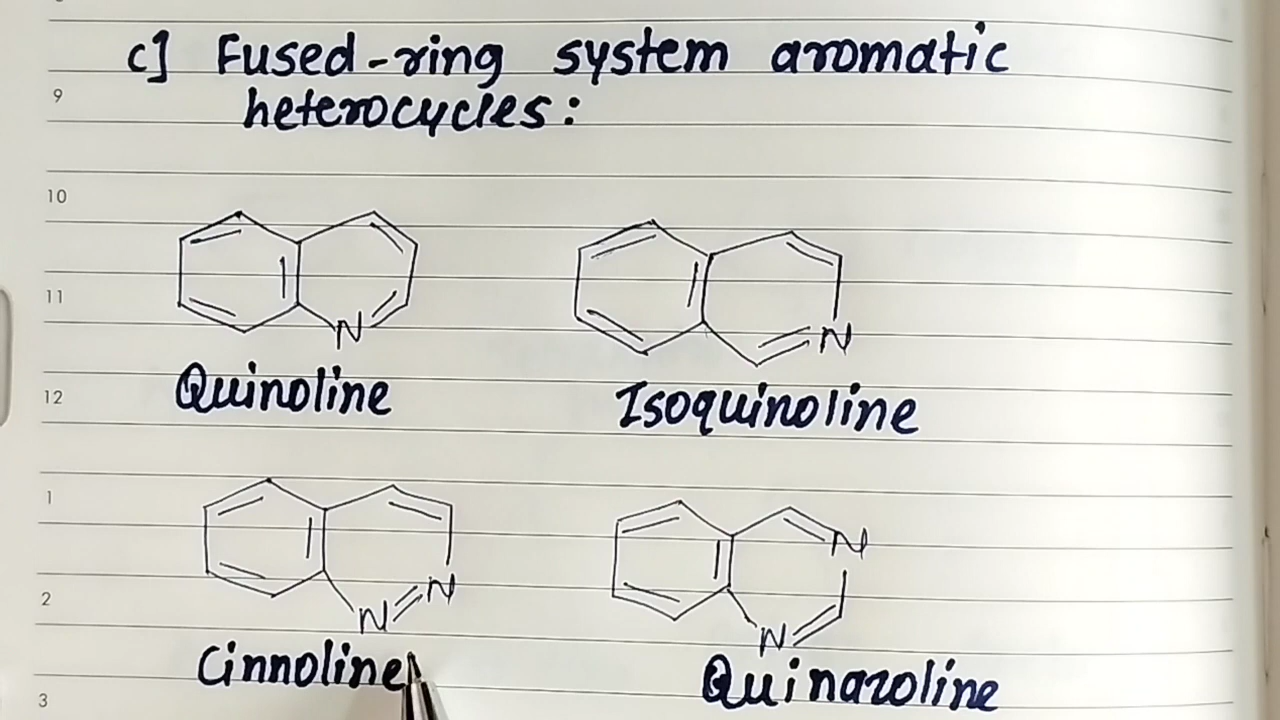 c] Fused-ring system aromatic
heterocycles:
9
10
11
N
N
Quinoline
Isoquinoline
12
1
N
N
N
2
N
Cinnoline
Quinazoline
3